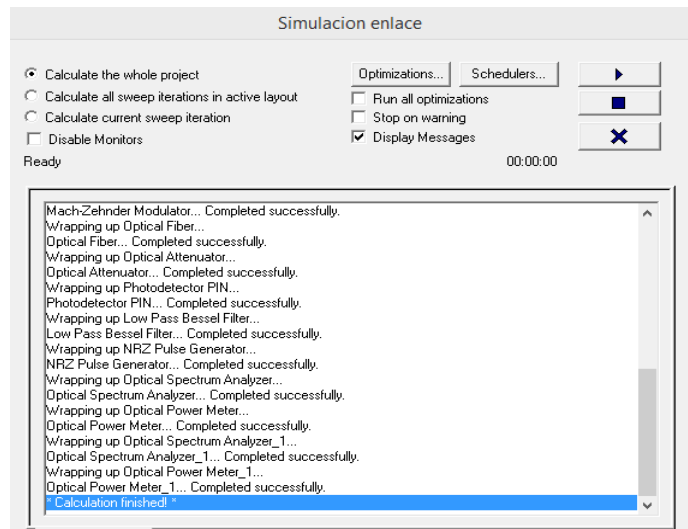 Simulacion enlace
Calculate the whole project
Optimizations... Schedulers...
Calculate all sweep iterations in active layout
Run all optimizations
Calculate current sweep iteration
Stop on warning
Disable Monitors
Display Messages
Ready
00:00:00
Mach-Zehnder Modulator... Completed successfully.
Wrapping up Optical Fiber...
Optical Fiber... Completed successfully.
Wrapping up Optical Attenuator...
Optical Attenuator... Completed successfully.
Wrapping up Photodetector PIN...
Photodetector PIN... Completed successfully.
Wrapping up Low Pass Bessel Filter...
Low Pass Bessel Filter... Completed successfully.
Wrapping up NRZ Pulse Generator...
NRZ Pulse Generator... Completed successfully.
Wrapping up Optical Spectrum Analyzer...
Optical Spectrum Analyzer... Completed successfully.
Wrapping up Optical Power Meter...
Optical Power Meter... Completed successfully.
Wrapping up Optical Spectrum Analyzer_1...
Optical Spectrum Analyzer_1... Completed successfully.
Wrapping up Optical Power Meter_1...
Optical Power Meter_1... Completed successfully.
* Calculation finished! *